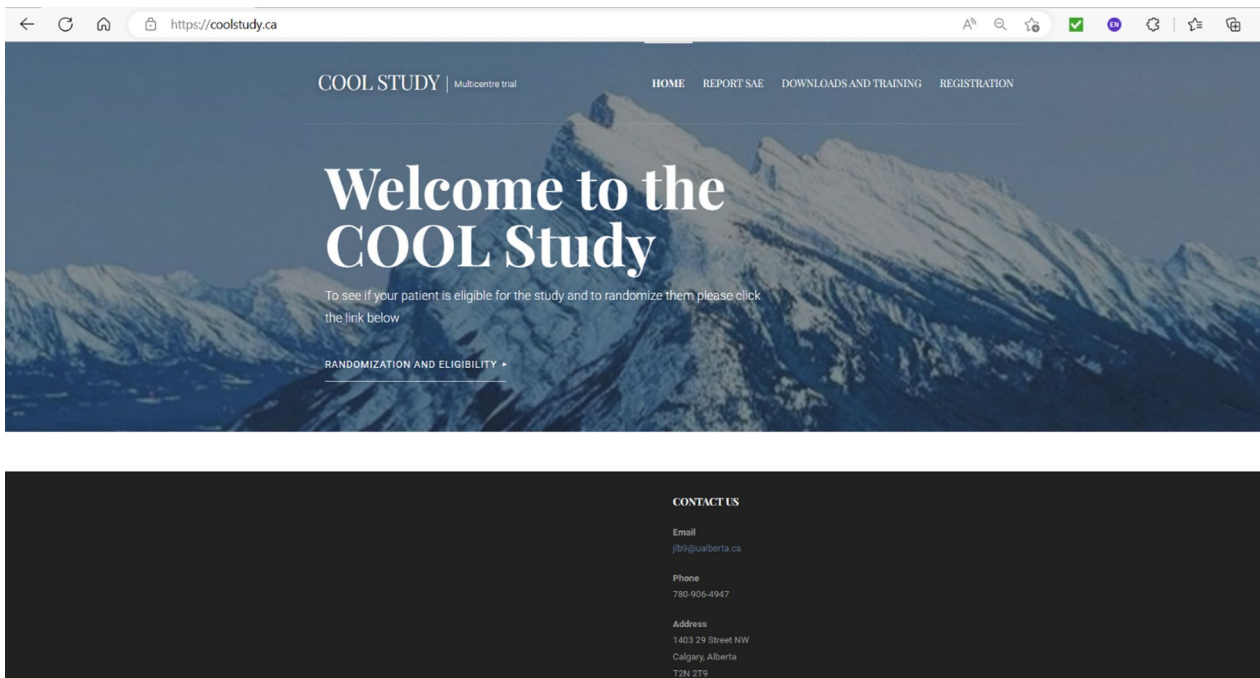 https://coolstudy.ca
EN
COOL STUDY | Multicentre trial
HOME REPORT SAE DOWNLOADS AND TRAINING REGISTRATION
Welcome to the
COOL Study
To see if your patient is eligible for the study and to randomize them please click
the link below
RANDOMIZATION AND ELIGIBILITY
CONTACT US
Email
jlb9@ualberta.ca
Phone
780-906-4947
Address
1403 29 Street NW
Calgary, Alberta
T2N 2T9